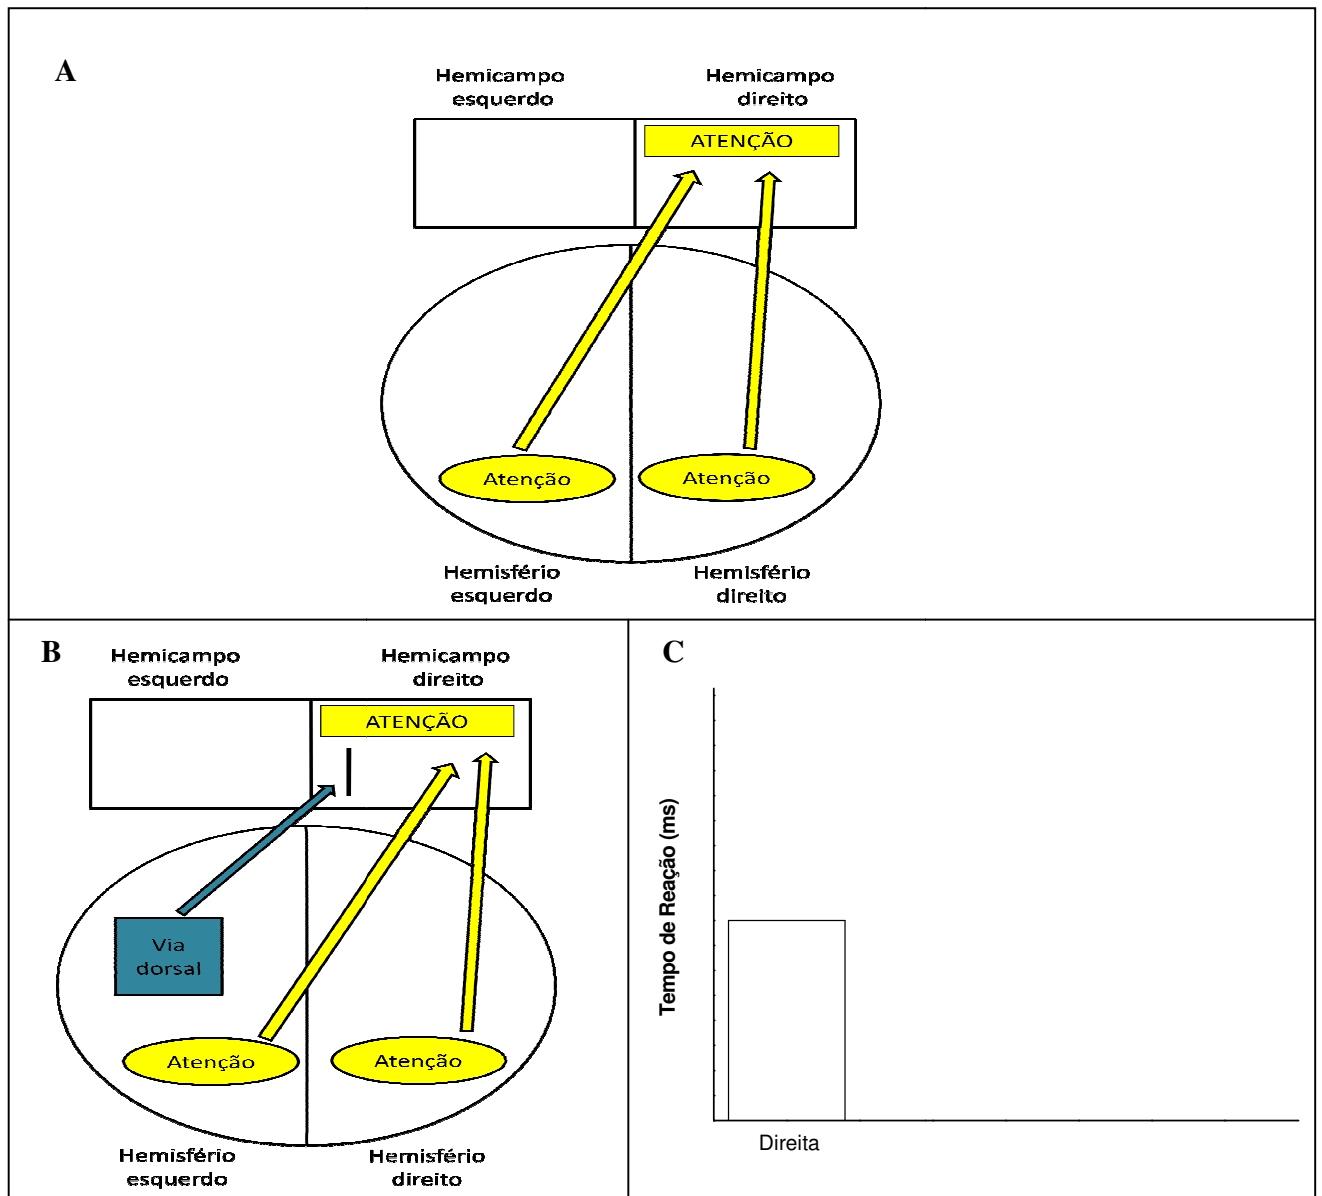 A
Hemicampo
esquerdo
Hemicampo
direito
ATENÇÃO
Atenção
Atenção
Hemisfério
esquerdo
Hemisfério
direito
B
Hemicampo
esquerdo
Hemicampo
direito
ATENÇÃO
Via
dorsal
Atenção
Atenção
Hemisfério
esquerdo
Hemisfério
direito
C
Tempo de Reação (ms)
Direita